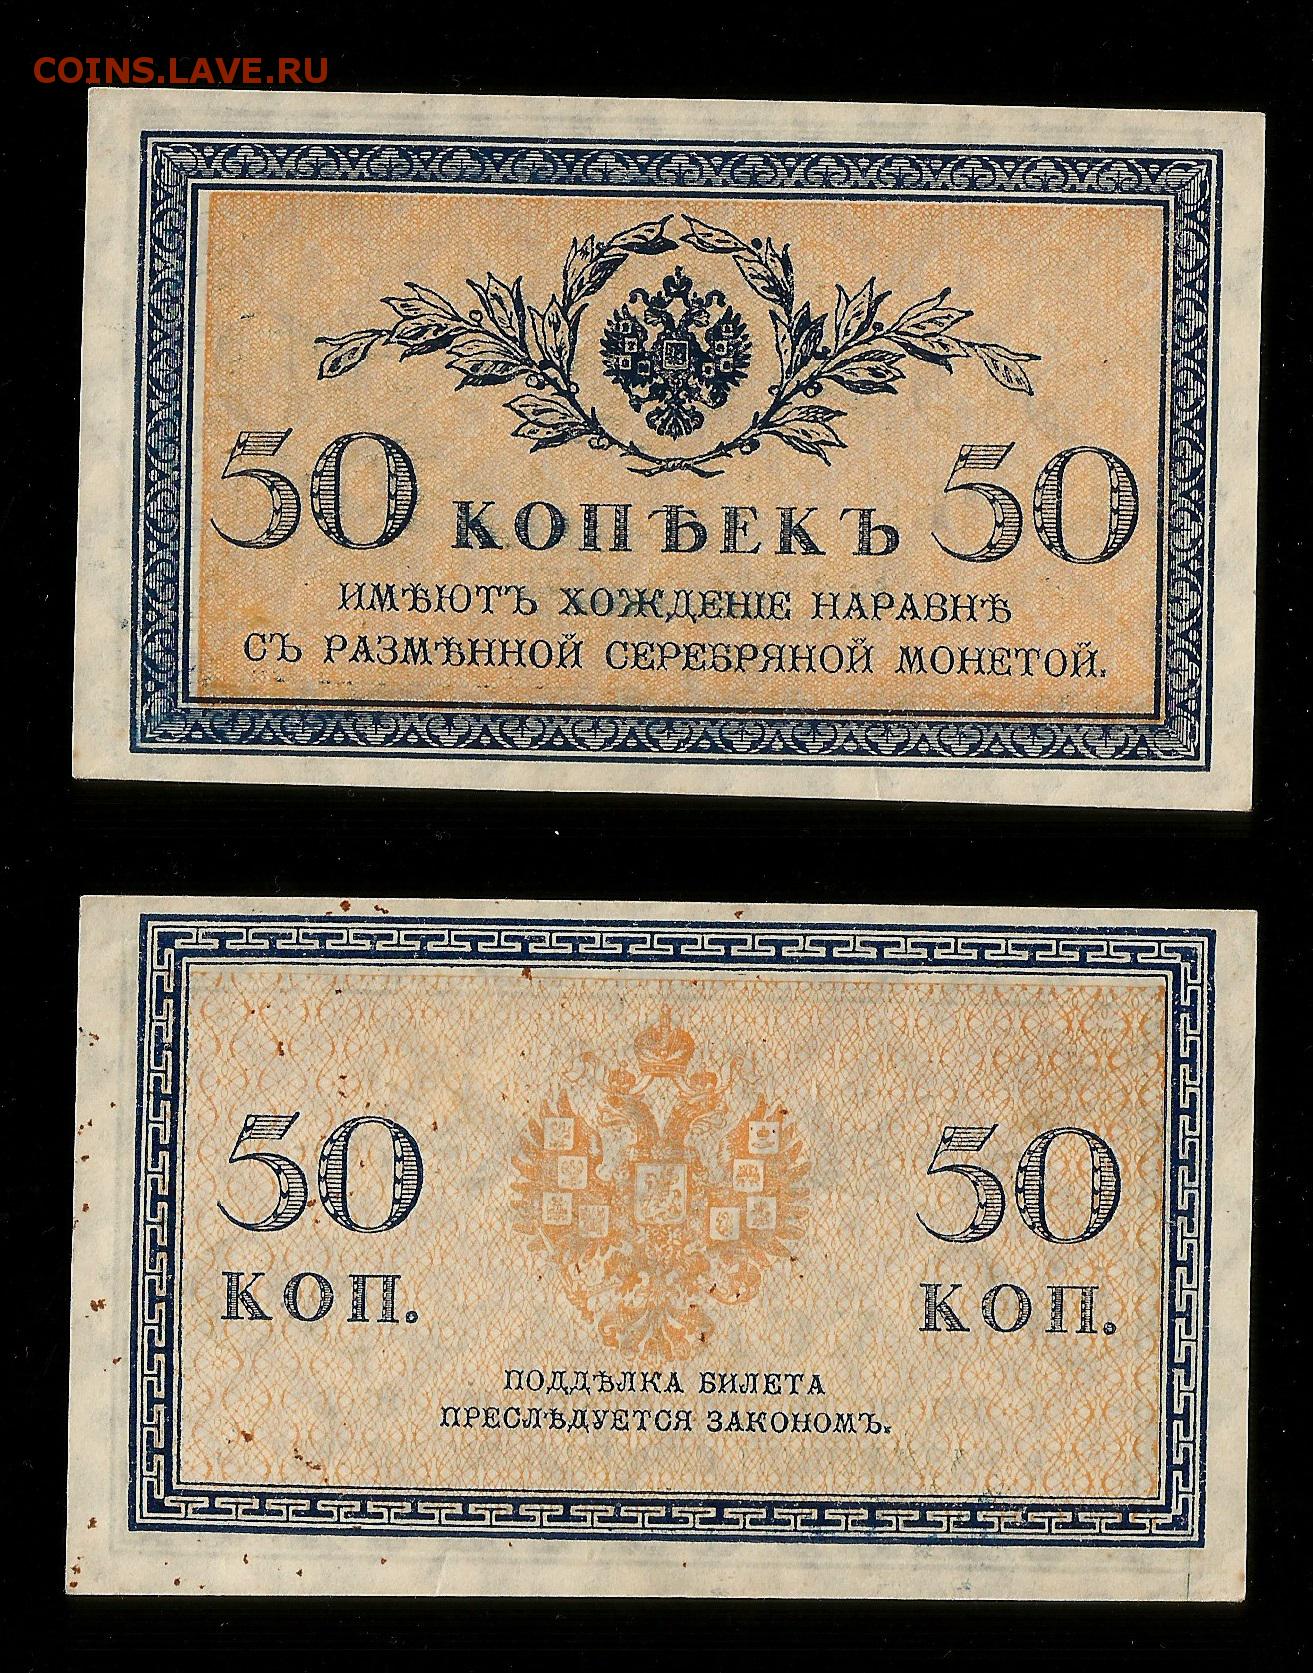 COINS.LAVE.RU
50 КОПѢЕКЪ 50
ИМѢЮТЪ ХОЖДЕНІЕ НАРАВНѢ
СЪ РАЗМѢННОЙ СЕРЕБРЯНОЙ МОНЕТОЙ.
50 50
КОП. КОП.
ПОДДѢЛКА БИЛЕТА
ПРЕСЛѢДУЕТСЯ ЗАКОНОМЪ.